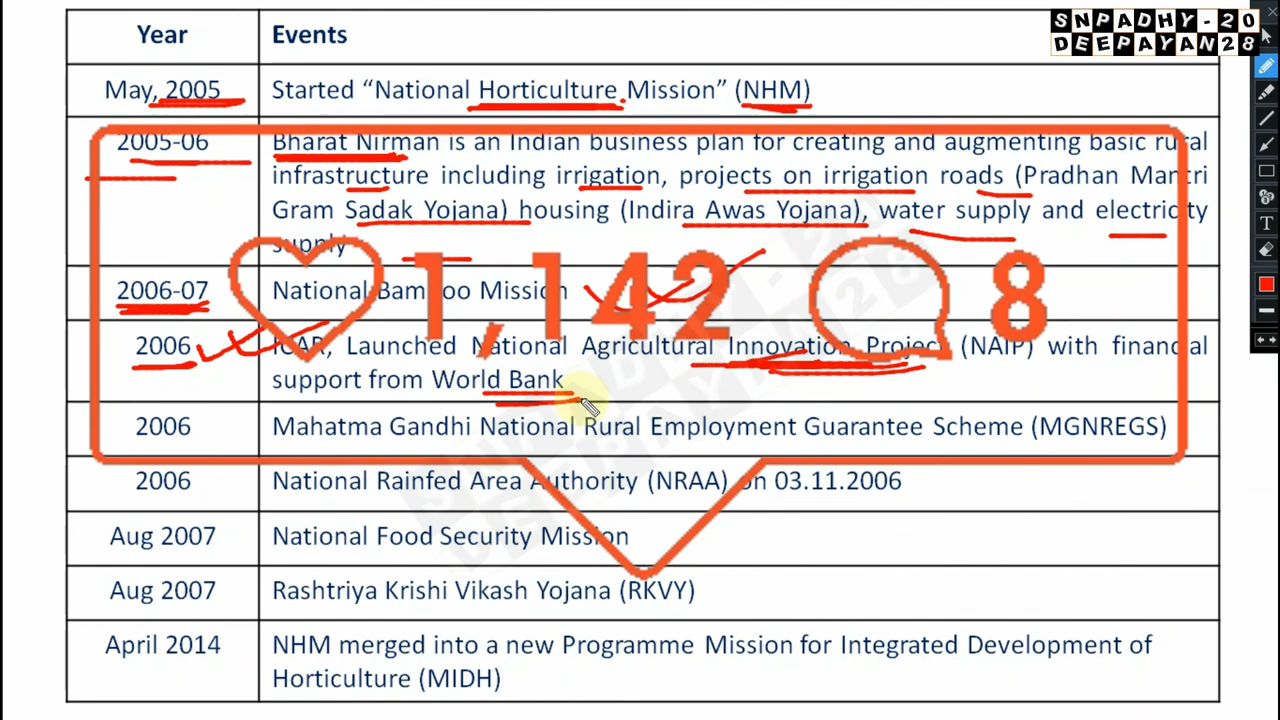 SNPADHY-20
DEEPAYAN28
Year Events
May, 2005 Started “National Horticulture Mission” (NHM)
2005-06 Bharat Nirman is an Indian business plan for creating and augmenting basic rural
infrastructure including irrigation, projects on irrigation roads (Pradhan Mantri
Gram Sadak Yojana) housing (Indira Awas Yojana), water supply and electricity
supply
1,142 8
2006-07 National Bamboo Mission
2006 ICAR, Launched National Agricultural Innovation Project (NAIP) with financial
support from World Bank
2006 Mahatma Gandhi National Rural Employment Guarantee Scheme (MGNREGS)
2006 National Rainfed Area Authority (NRAA) on 03.11.2006
Aug 2007 National Food Security Mission
Aug 2007 Rashtriya Krishi Vikash Yojana (RKVY)
April 2014 NHM merged into a new Programme Mission for Integrated Development of
Horticulture (MIDH)